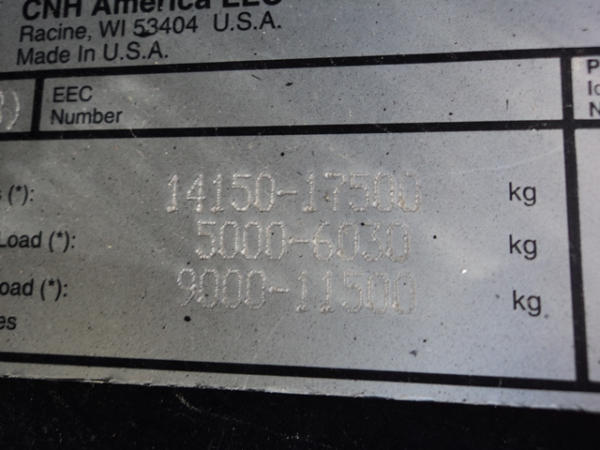 CNH America LLC
Racine, WI 53404 U.S.A.
Made in U.S.A.
EEC
Number
(*): 14150-17500 kg
Load (*): 5000-6030 kg
oad (*): 9000-11500 kg
es